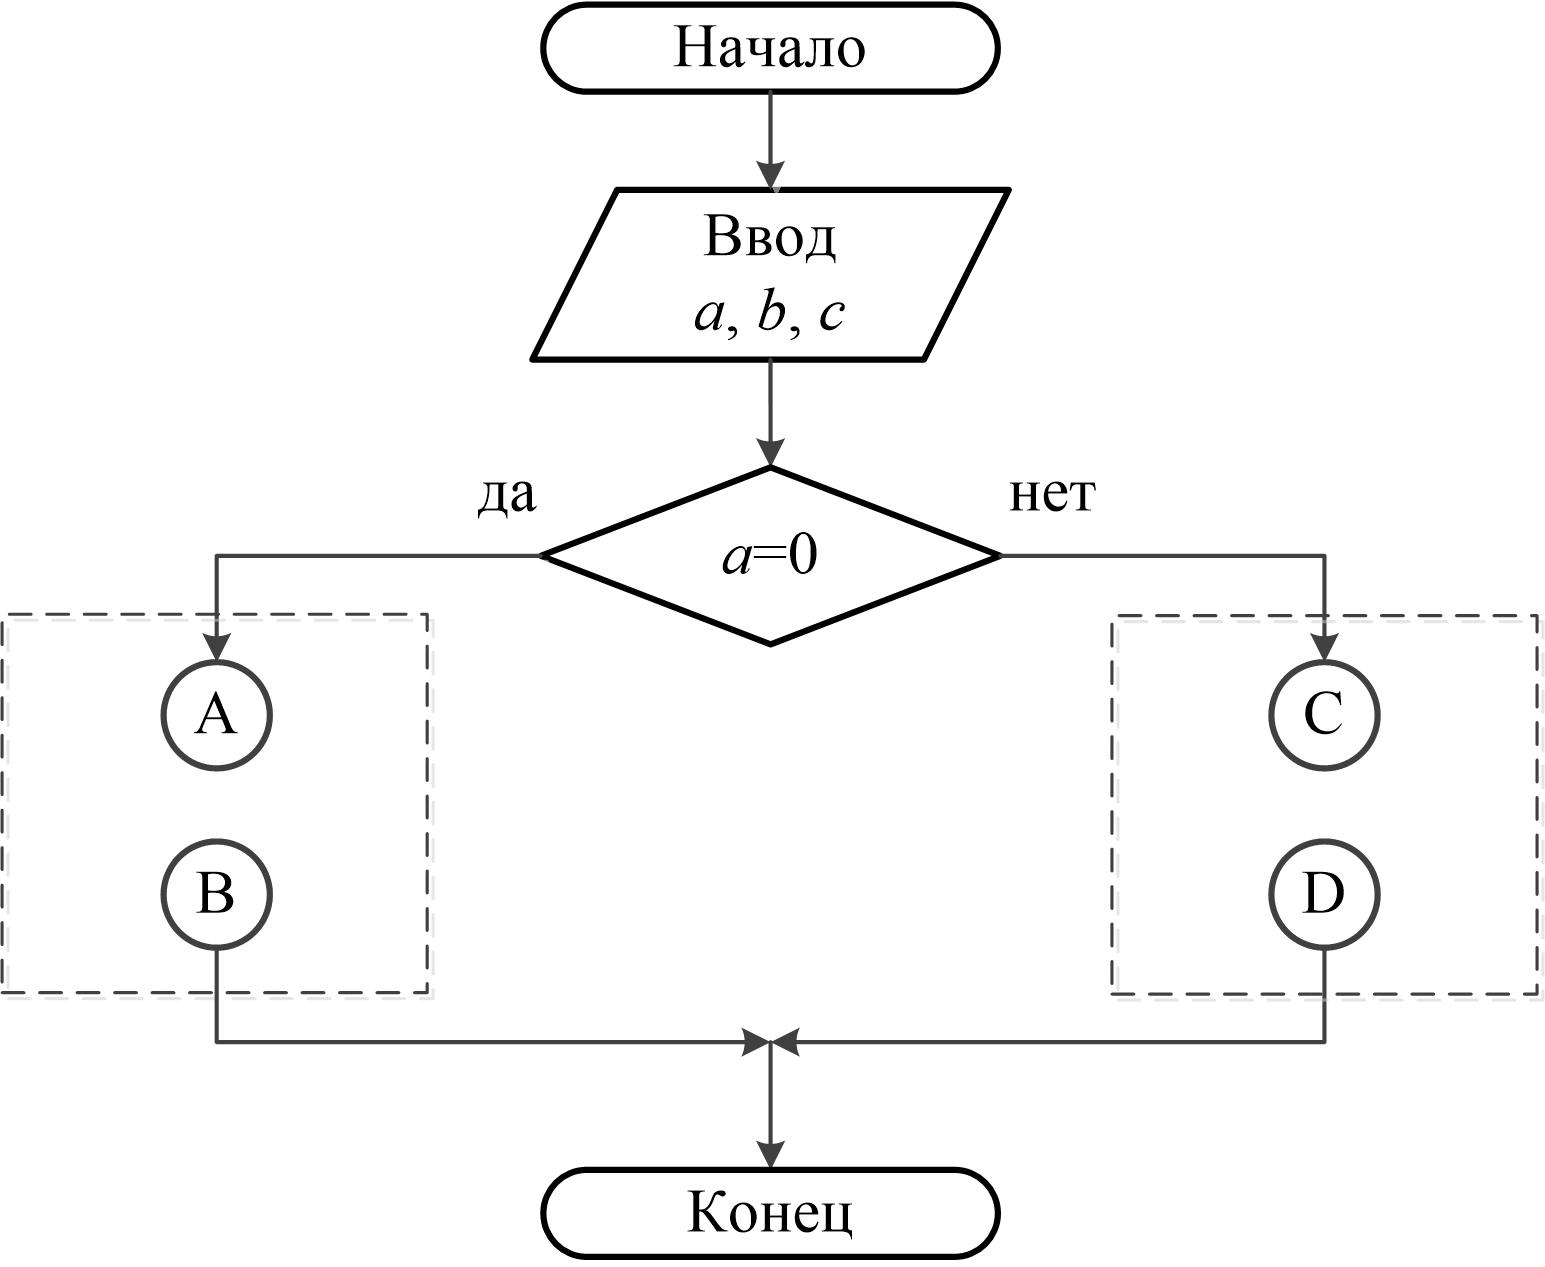 Начало
Ввод
a, b, c
да
нет
a=0
A
C
B
D
Конец